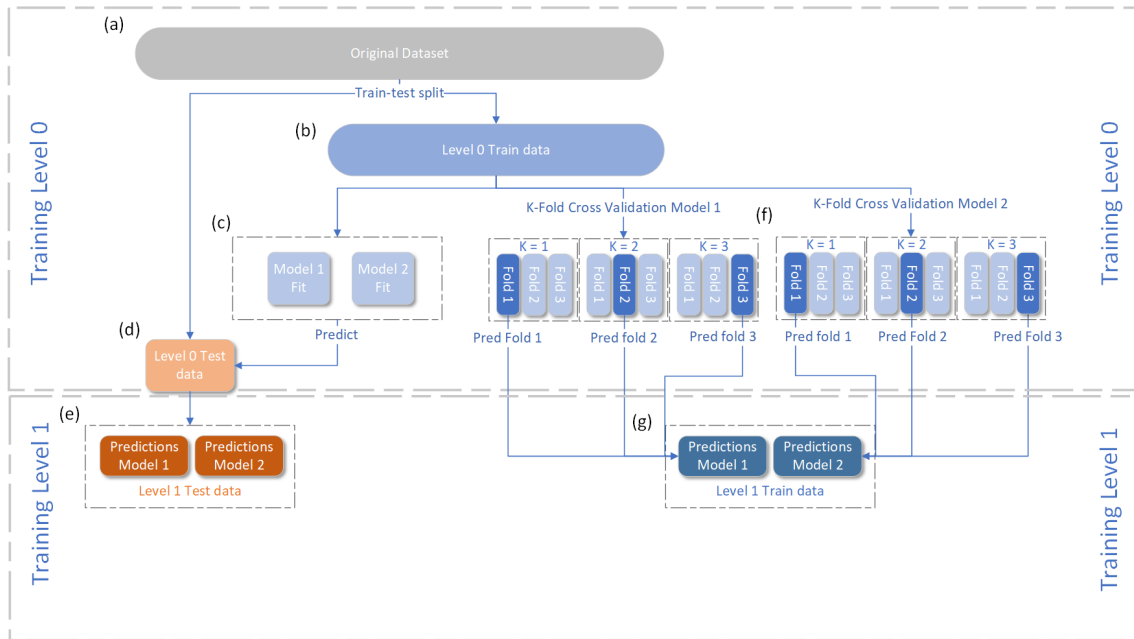 (a)
Original Dataset
Train-test split
Training Level 0
Training Level 0
(b)
Level 0 Train data
(c)
K-Fold Cross Validation Model 1
(f)
K-Fold Cross Validation Model 2
Model 1
Fit
Model 2
Fit
K = 1
Fold 1
Fold 2
Fold 3
K = 2
Fold 1
Fold 2
Fold 3
K = 3
Fold 1
Fold 2
Fold 3
K = 1
Fold 1
Fold 2
Fold 3
K = 2
Fold 1
Fold 2
Fold 3
K = 3
Fold 1
Fold 2
Fold 3
(d)
Predict
Pred Fold 1
Pred fold 2
Pred fold 3
Pred fold 1
Pred Fold 2
Pred Fold 3
Level 0 Test
data
Training Level 1
Training Level 1
(e)
Predictions
Model 1
Predictions
Model 2
Level 1 Test data
(g)
Predictions
Model 1
Predictions
Model 2
Level 1 Train data